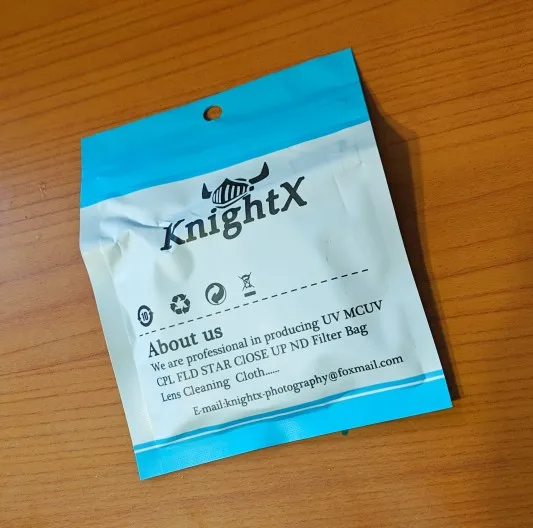 KnightX
10
About us
We are professional in producing UV MCUV
CPL FLD STAR ClOSE UP ND Filter Bag
Lens Cleaning Cloth......
E-mail:knightx-photography@foxmail.com